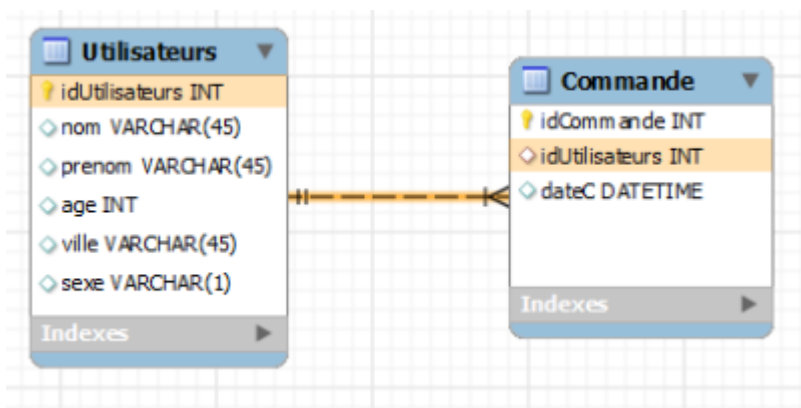 Utilisateurs
idUtilisateurs INT
nom VARCHAR(45)
prenom VARCHAR(45)
age INT
ville VARCHAR(45)
sexe VARCHAR(1)
Indexes
Commande
idCommande INT
idUtilisateurs INT
dateC DATETIME
Indexes